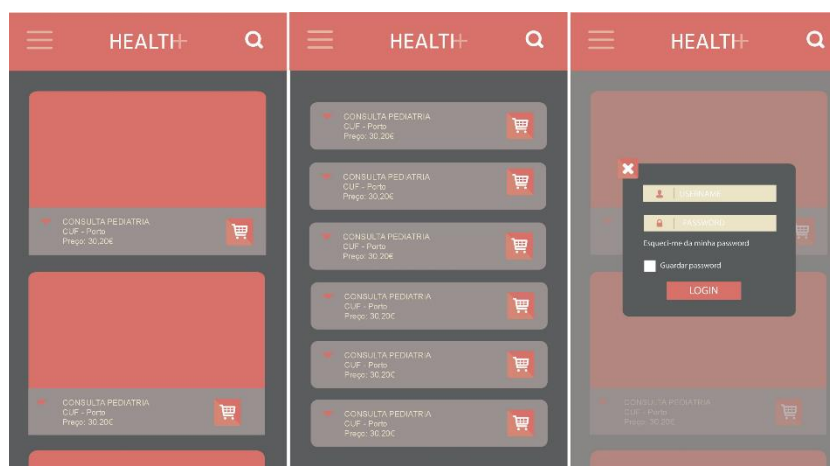 HEALTH
CONSULTA PEDIATRIA
CUF - Porto
Preço: 30,20€
CONSULTA PEDIATRIA
CUF - Porto
Preço: 30,20€
HEALTH
CONSULTA PEDIATRIA
CUF - Porto
Preço: 30,20€
CONSULTA PEDIATRIA
CUF - Porto
Preço: 30,20€
CONSULTA PEDIATRIA
CUF - Porto
Preço: 30,20€
CONSULTA PEDIATRIA
CUF - Porto
Preço: 30,20€
CONSULTA PEDIATRIA
CUF - Porto
Preço: 30,20€
CONSULTA PEDIATRIA
CUF - Porto
Preço: 30,20€
HEALTH
USERNAME
PASSWORD
Esqueci-me da minha password
Guardar password
LOGIN
CONSULTA PEDIATRIA
CUF - Porto
Preço: 30,20€